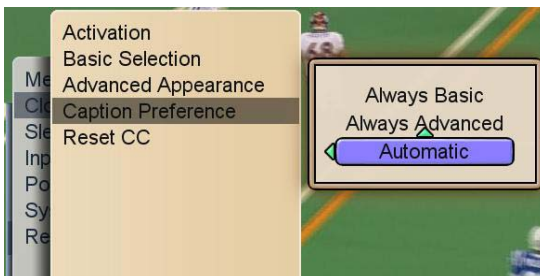 Activation
Basic Selection
Advanced Appearance
Caption Preference
Reset CC
Always Basic
Always Advanced
Automatic